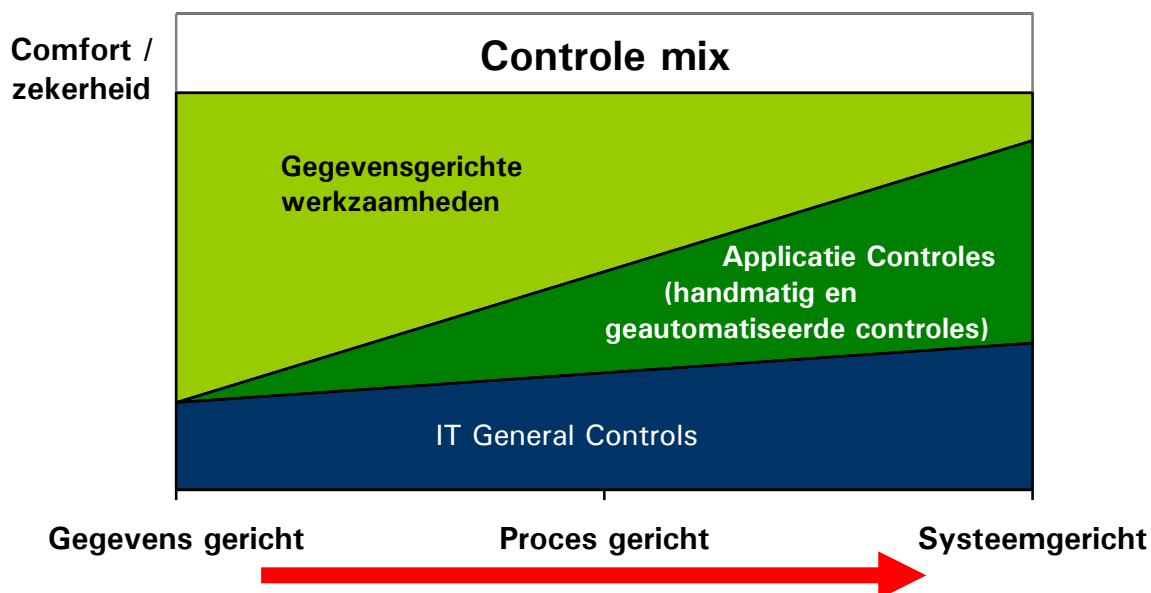 Comfort /
zekerheid
Controle mix
Gegevensgerichte
werkzaamheden
Applicatie Controles
(handmatig en
geautomatiseerde controles)
IT General Controls
Gegevens gericht
Proces gericht
Systeemgericht